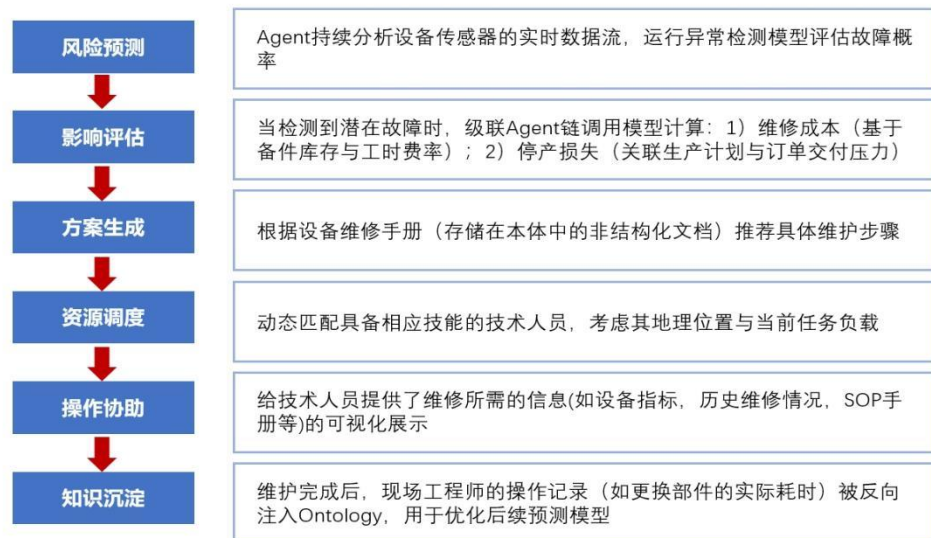 风险预测
Agent持续分析设备传感器的实时数据流，运行异常检测模型评估故障概
率
影响评估
当检测到潜在故障时，级联Agent链调用模型计算：1）维修成本（基于
备件库存与工时费率）；2）停产损失（关联生产计划与订单交付压力）
方案生成
根据设备维修手册（存储在本体中的非结构化文档）推荐具体维护步骤
资源调度
动态匹配具备相应技能的技术人员，考虑其地理位置与当前任务负载
操作协助
给技术人员提供了维修所需的信息(如设备指标，历史维修情况，SOP手
册等)的可视化展示
知识沉淀
维护完成后，现场工程师的操作记录（如更换部件的实际耗时）被反向
注入Ontology，用于优化后续预测模型